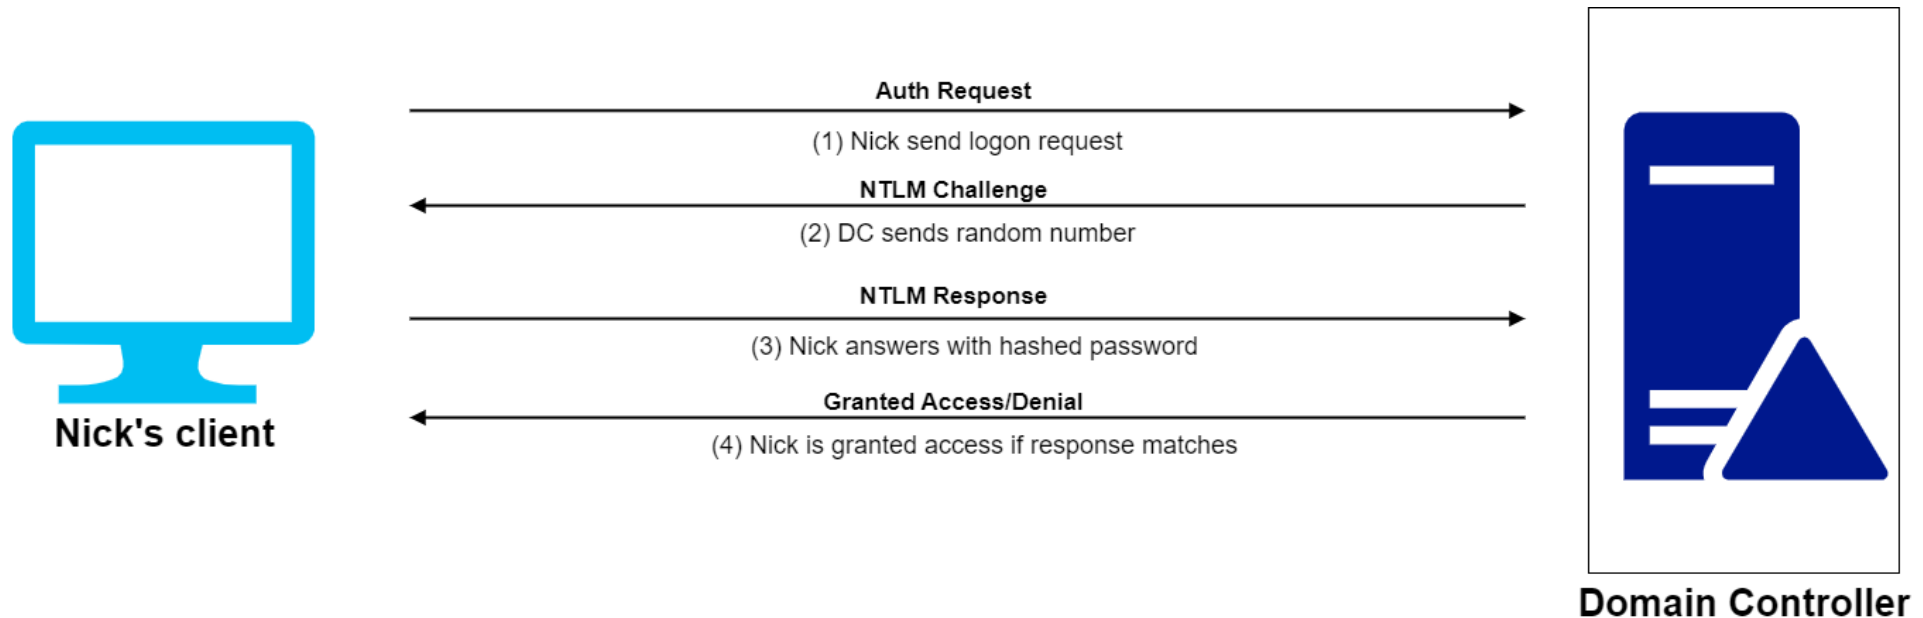 Auth Request
(1) Nick send logon request
NTLM Challenge
(2) DC sends random number
NTLM Response
(3) Nick answers with hashed password
Granted Access/Denial
(4) Nick is granted access if response matches
Nick's client
Domain Controller